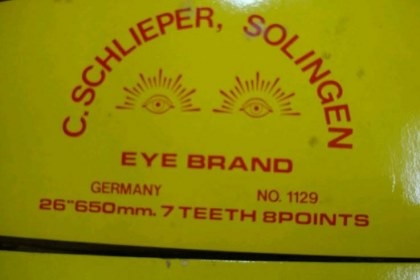 C. SCHLIEPER, SOLINGEN
EYE BRAND
GERMANY NO. 1129
26"650mm. 7 TEETH 8POINTS